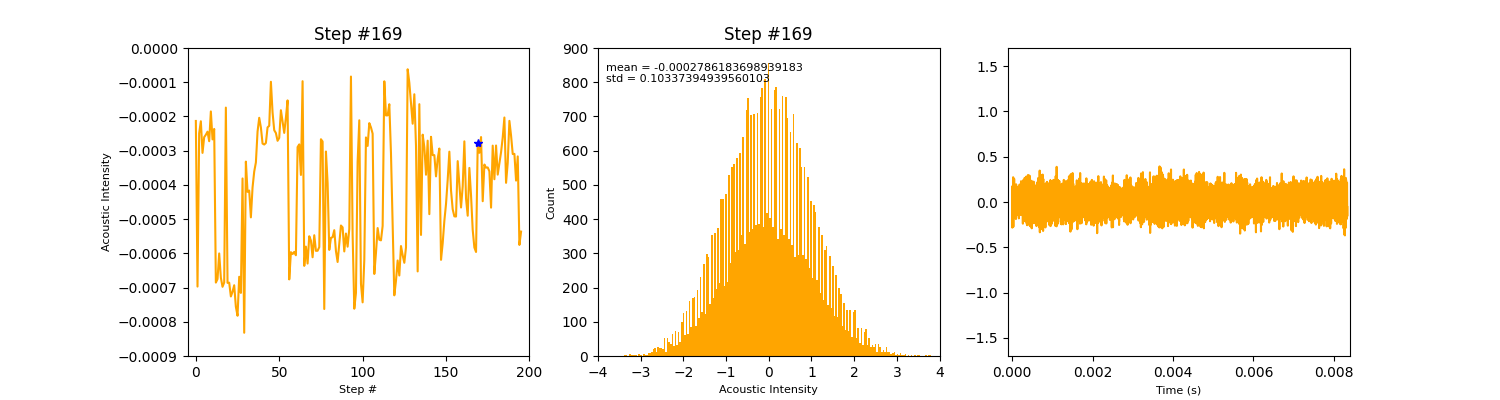 Step #169
0.0000
−0.0001
−0.0002
−0.0003
−0.0004
−0.0005
−0.0006
−0.0007
−0.0008
−0.0009
Acoustic Intensity
0 50 100 150 200
Step #
Step #169
mean = -0.0002786183698939183
std = 0.10337394939560103
900
800
700
600
500
400
300
200
100
0
Count
−4 −3 −2 −1 0 1 2 3 4
Acoustic Intensity
1.5
1.0
0.5
0.0
−0.5
−1.0
−1.5
0.000 0.002 0.004 0.006 0.008
Time (s)